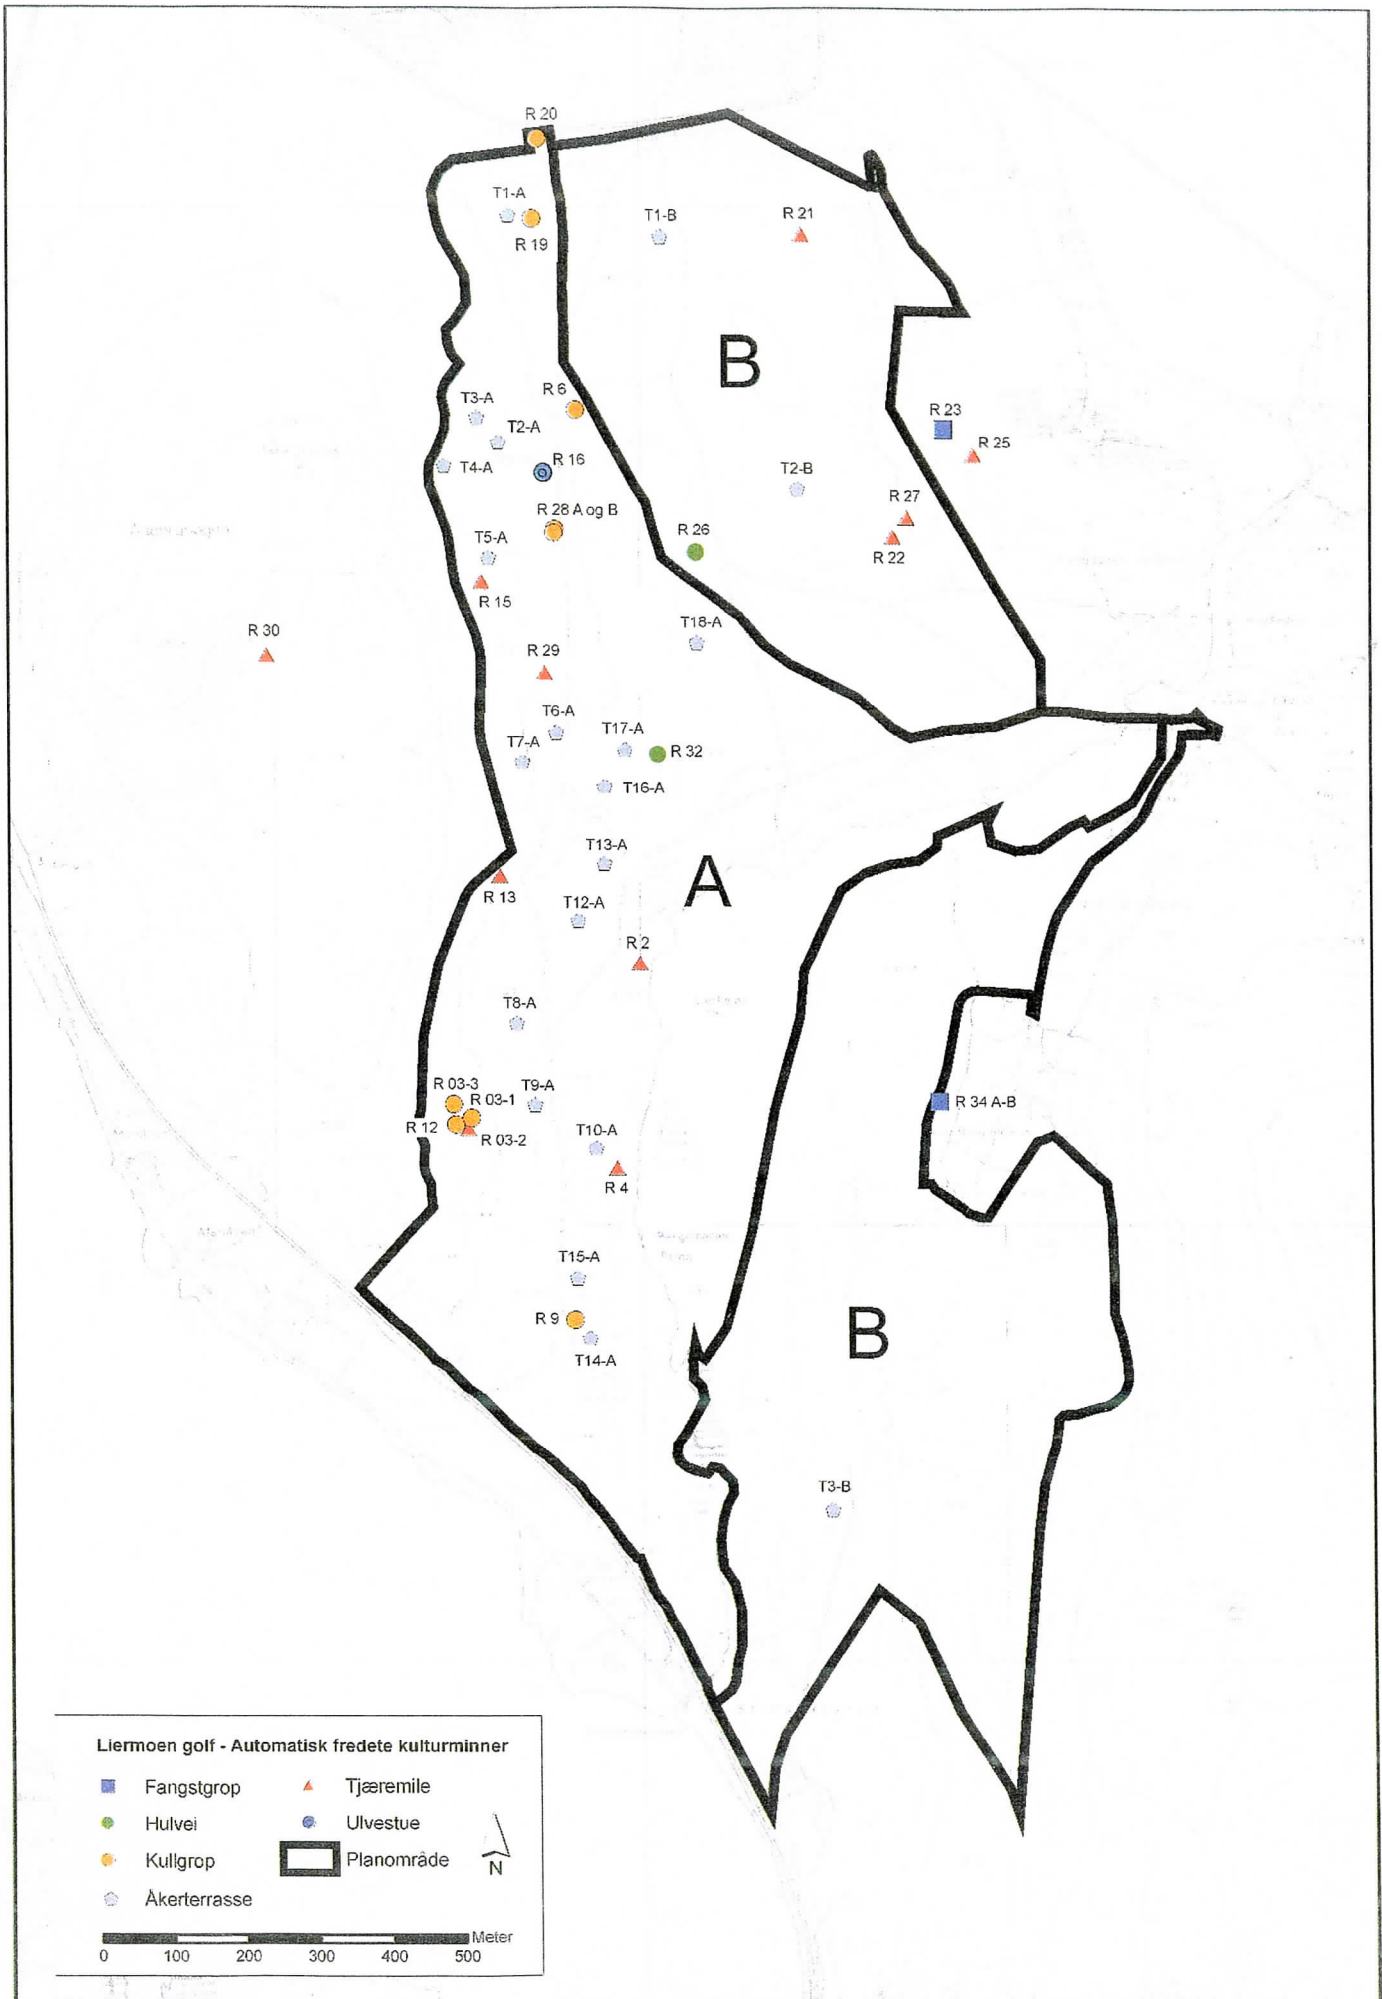 R 20
T1-A
R 19
T1-B
R 21
B
R 6
T3-A
T2-A
T4-A
R 16
R 23
R 25
T2-B
R 27
R 22
R 28 A og B
R 26
T5-A
R 15
T18-A
R 30
R 29
T6-A
T7-A
T17-A
R 32
T16-A
T13-A
A
R 13
T12-A
R 2
T8-A
R 03-3
R 03-1
T9-A
R 12
R 03-2
R 34 A-B
T10-A
R 4
T15-A
R 9
T14-A
B
T3-B
Liermoen golf - Automatisk fredete kulturminner
Fangstgrop
Tjæremile
Hulvei
Ulvestue
Kullgrop
Planområde
N
Åkerterrasse
Meter
0 100 200 300 400 500